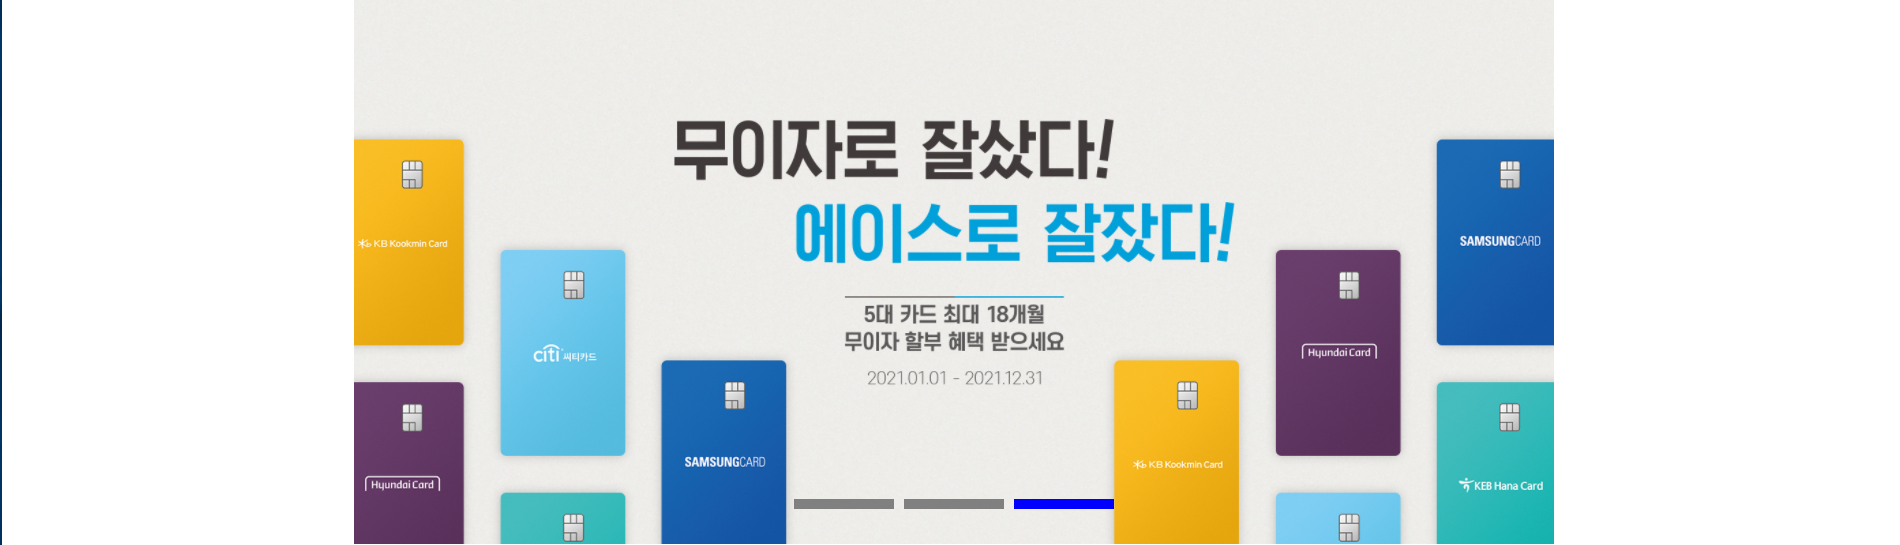 무이자로 잘샀다!
에이스로 잘잤다!
5대 카드 최대 18개월
무이자 할부 혜택 받으세요
2021.01.01 - 2021.12.31
KB Kookmin Card
Hyundai Card
citi 씨티카드
SAMSUNGCARD
KB Kookmin Card
Hyundai Card
SAMSUNGCARD
KEB Hana Card